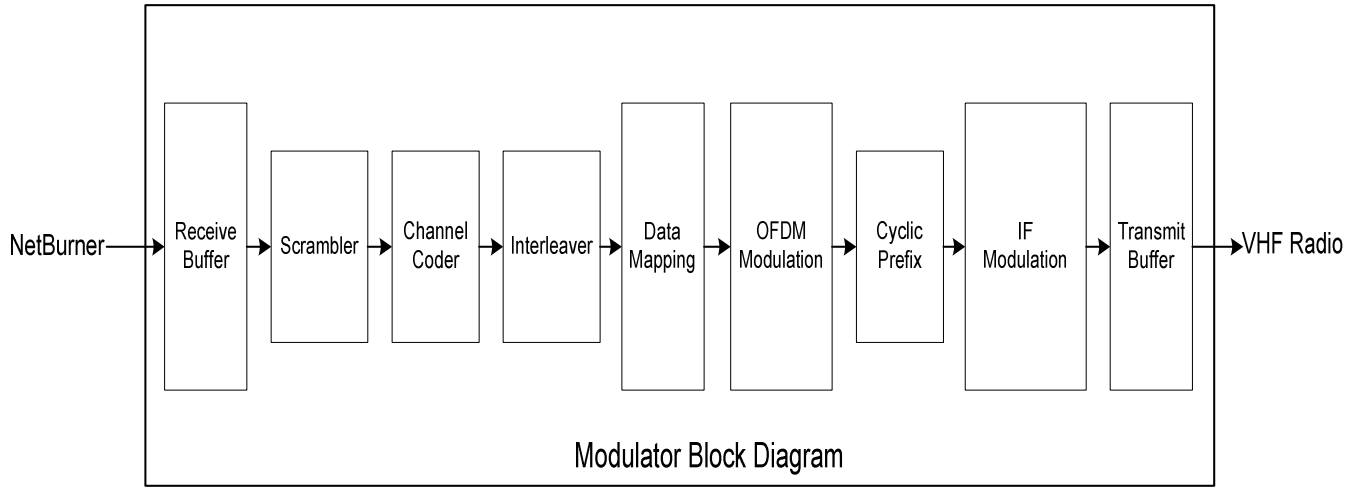 NetBurner
Receive
Buffer
Scrambler
Channel
Coder
Interleaver
Data
Mapping
OFDM
Modulation
Cyclic
Prefix
IF
Modulation
Transmit
Buffer
VHF Radio
Modulator Block Diagram